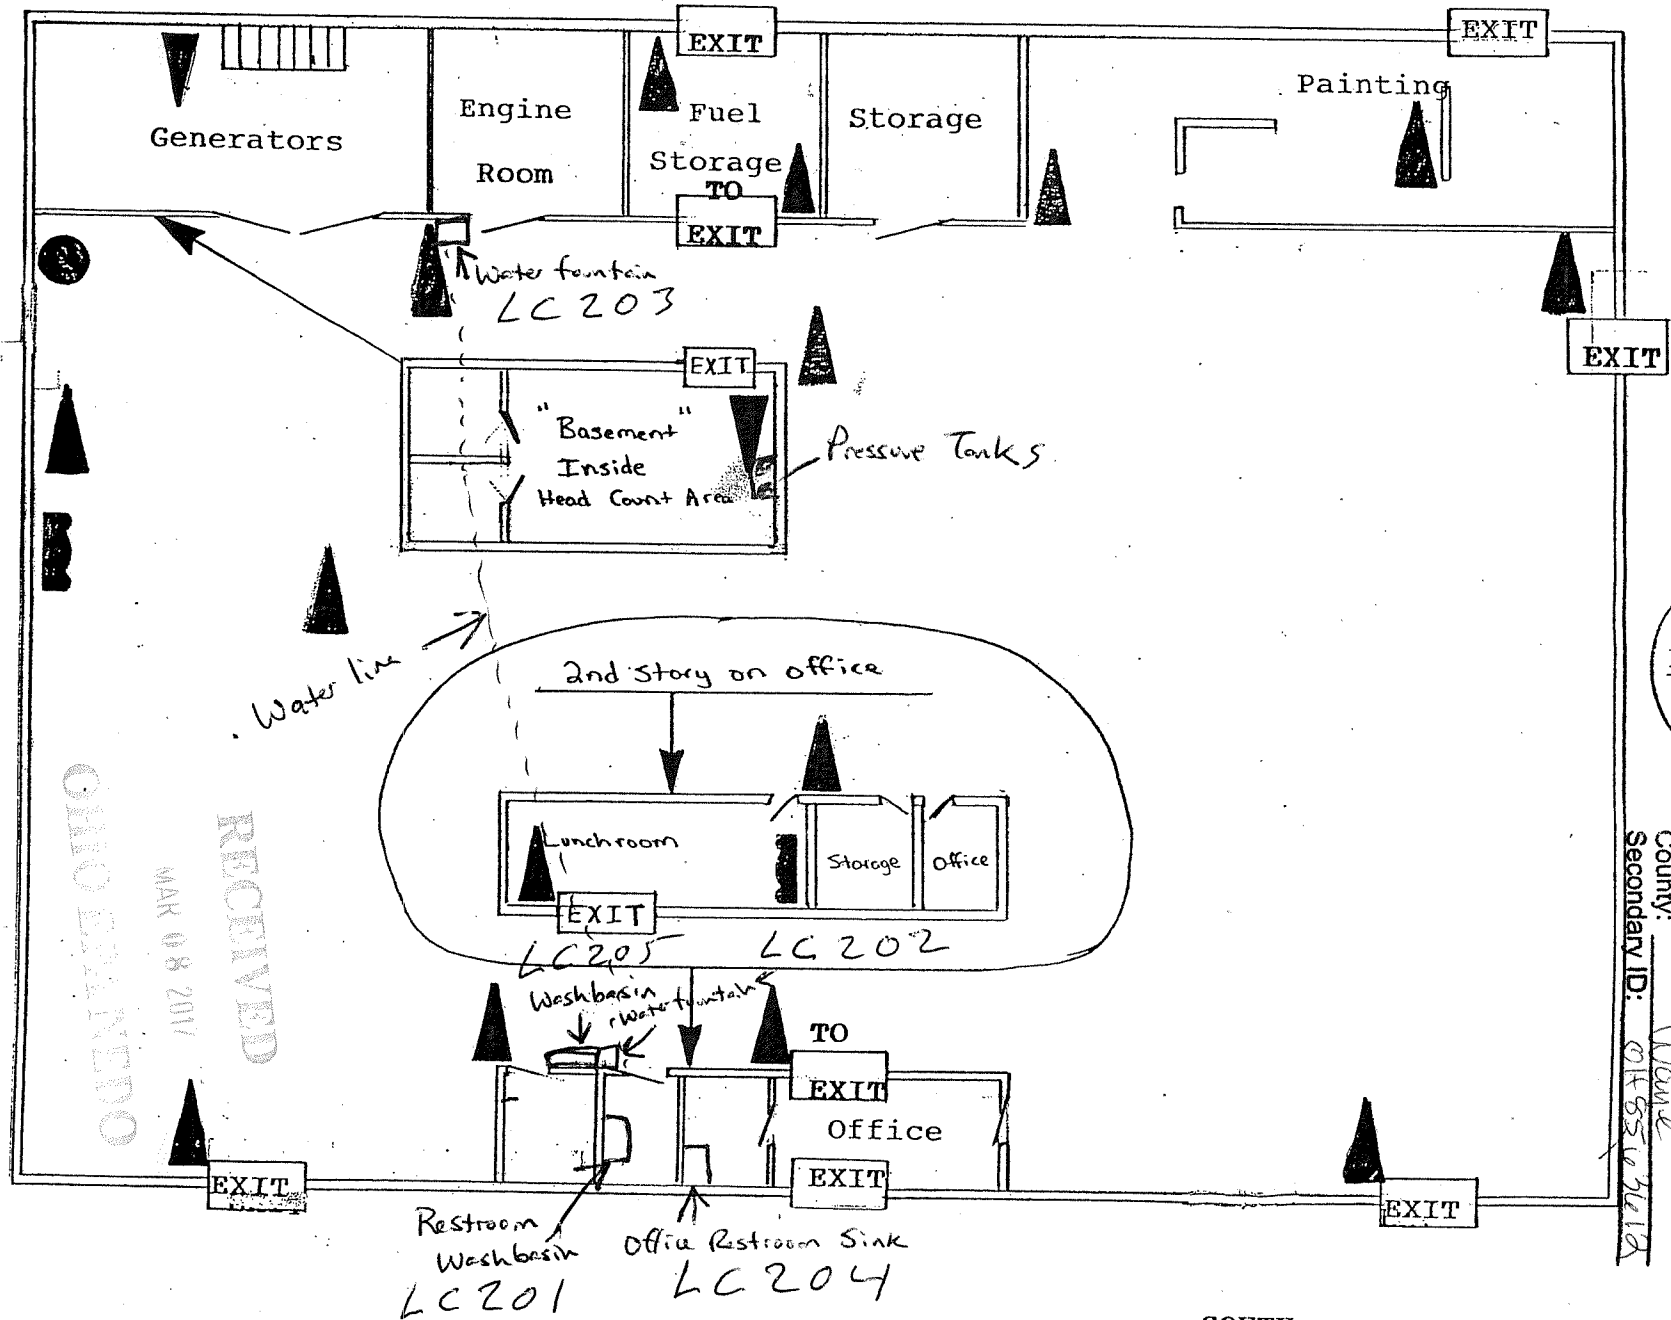 EXIT
EXIT
Painting
Engine
Room
Fuel
Storage
Storage
Generators
TO
EXIT
Water fountain
LC203
EXIT
EXIT
"Basement"
Inside
Head Count Area
Pressure Tanks
Water line
2nd story on office
Lunchroom
Storage
Office
EXIT
LC205
LC202
Washbasin
Water fountain
TO
EXIT
Office
EXIT
EXIT
EXIT
Restroom
Washbasin
LC201
Office Restroom Sink
LC204
RECEIVED
MAR 08 2017
OHIO EPA NEDO
County: Wayne
Secondary ID: